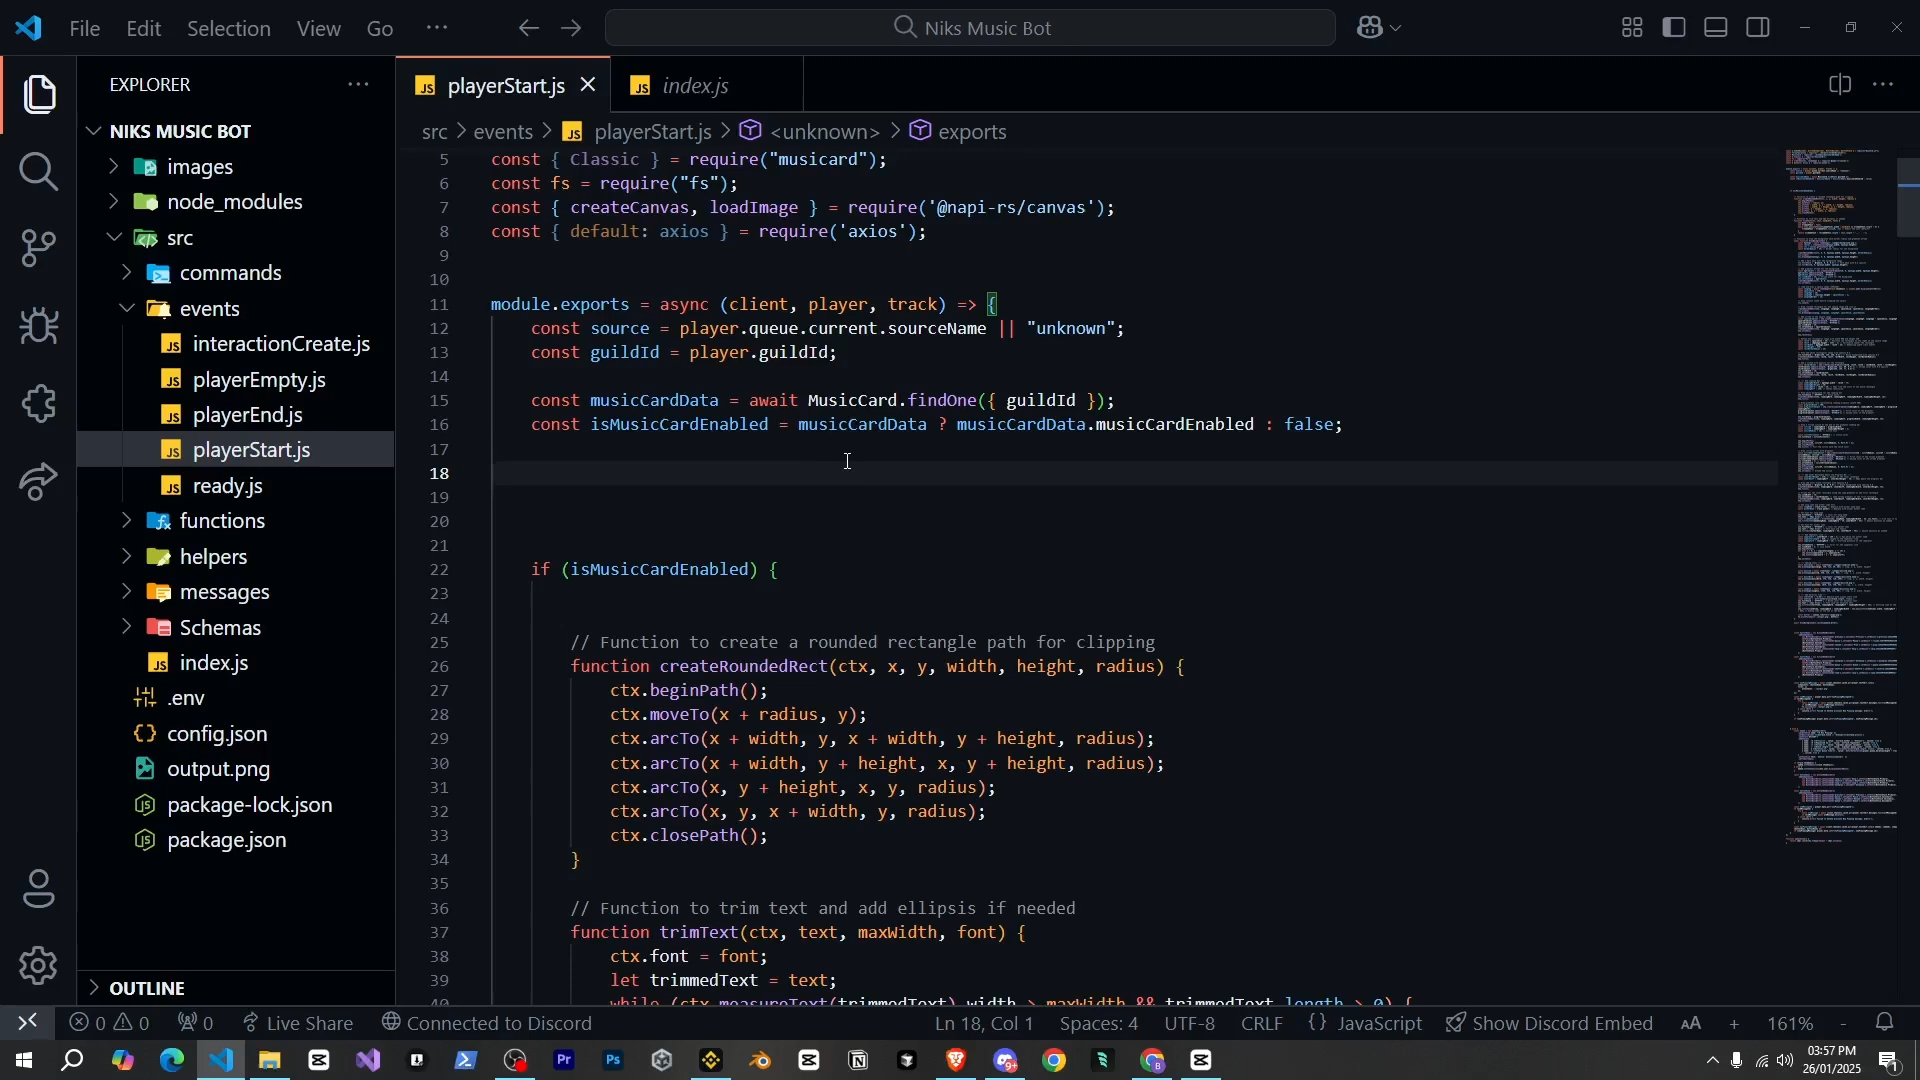 File Edit Selection View Go ···
Niks Music Bot
EXPLORER
NIKS MUSIC BOT
images
node_modules
src
commands
events
interactionCreate.js
playerEmpty.js
playerEnd.js
playerStart.js
ready.js
functions
helpers
messages
Schemas
index.js
.env
config.json
output.png
package-lock.json
package.json
OUTLINE
playerStart.js index.js
src > events > playerStart.js > <unknown> > exports
5 const { Classic } = require("musicard");
6 const fs = require("fs");
7 const { createCanvas, loadImage } = require('@napi-rs/canvas');
8 const { default: axios } = require('axios');
9
10
11 module.exports = async (client, player, track) => {
12 const source = player.queue.current.sourceName || "unknown";
13 const guildId = player.guildId;
14
15 const musicCardData = await MusicCard.findOne({ guildId });
16 const isMusicCardEnabled = musicCardData ? musicCardData.musicCardEnabled : false;
17
18
19
20
21
22 if (isMusicCardEnabled) {
23
24
25 // Function to create a rounded rectangle path for clipping
26 function createRoundedRect(ctx, x, y, width, height, radius) {
27 ctx.beginPath();
28 ctx.moveTo(x + radius, y);
29 ctx.arcTo(x + width, y, x + width, y + height, radius);
30 ctx.arcTo(x + width, y + height, x, y + height, radius);
31 ctx.arcTo(x, y + height, x, y, radius);
32 ctx.arcTo(x, y, x + width, y, radius);
33 ctx.closePath();
34 }
35
36 // Function to trim text and add ellipsis if needed
37 function trimText(ctx, text, maxWidth, font) {
38 ctx.font = font;
39 let trimmedText = text;
40 while (ctx.measureText(trimmedText).width > maxWidth && trimmedText.length > 0) {
0 0 0 Live Share Connected to Discord Ln 18, Col 1 Spaces: 4 UTF-8 CRLF {} JavaScript Show Discord Embed AA + 161% -
03:57 PM
26/01/2025